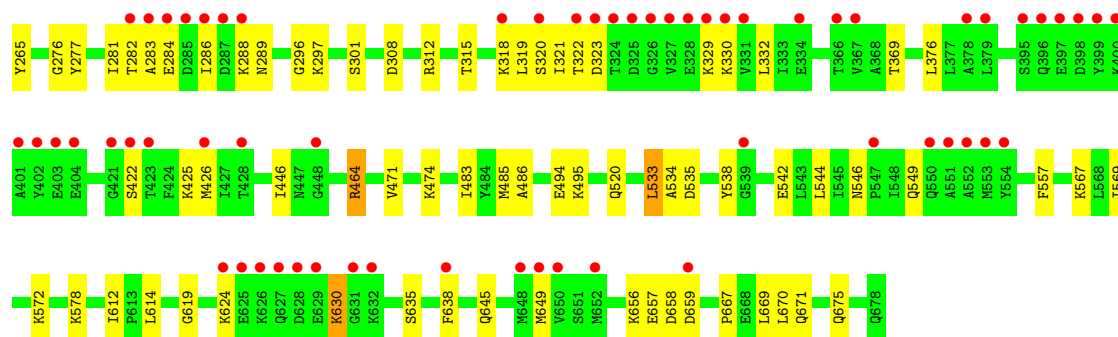 Y265 G276 Y277 I281 T282 A283 E284 D285 I286 D287 K288 N289 G296 K297 S301 D308 R312 T315 K318 L319 S320 I321 T322 D323 T324 D325 G326 V327 E328 K329 K330 V331 L332 I333 E334 T366 V367 A368 T369 L376 L377 A378 L379 S395 Q396 E397 D398 Y399 K400
A401 Y402 E403 E404 G421 S422 T423 F424 K425 M426 I427 T428 I446 N447 G448 R464 V471 K474 I483 Y484 M485 A486 E494 K495 Q520 L533 A534 D535 Y538 G539 E542 L543 L544 I545 N546 P547 I548 Q549 Q550 A551 A552 M553 Y554 F557 K567 L568 I569
K572 K578 I612 P613 L614 G619 K624 E625 K626 Q627 D628 E629 K630 G631 K632 S635 F638 Q645 M648 M649 V650 S651 M652 K656 E657 D658 D659 P667 E668 L669 L670 Q671 Q675 Q678